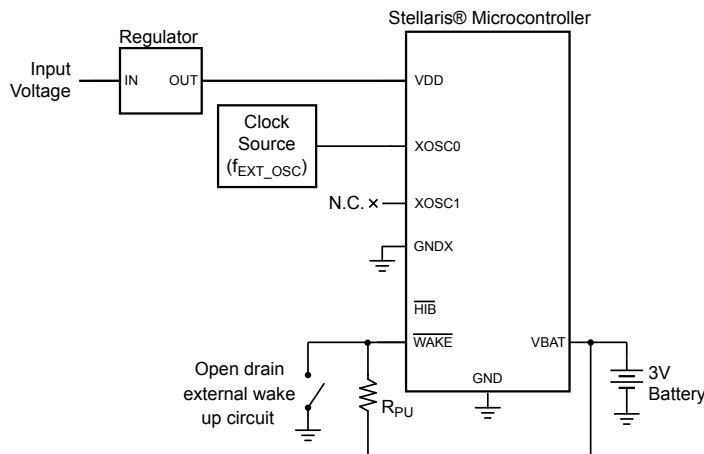 Stellaris® Microcontroller
Regulator
Input
Voltage
IN
OUT
VDD
Clock
Source
(fEXT_OSC)
XOSC0
N.C.
XOSC1
GNDX
HIB
WAKE
VBAT
Open drain
external wake
up circuit
RPU
GND
3V
Battery